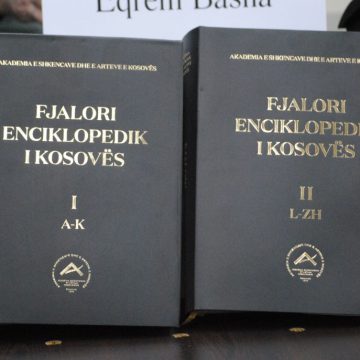 Eqrem Basha
AKADEMIA E SHKENCAVE DHE E ARTEVE E KOSOVËS
FJALORI
ENCIKLOPEDIK
I KOSOVËS
I
A-K
AKADEMIA E SHKENCAVE DHE E ARTEVE E KOSOVËS
FJALORI
ENCIKLOPEDIK
I KOSOVËS
II
L-ZH